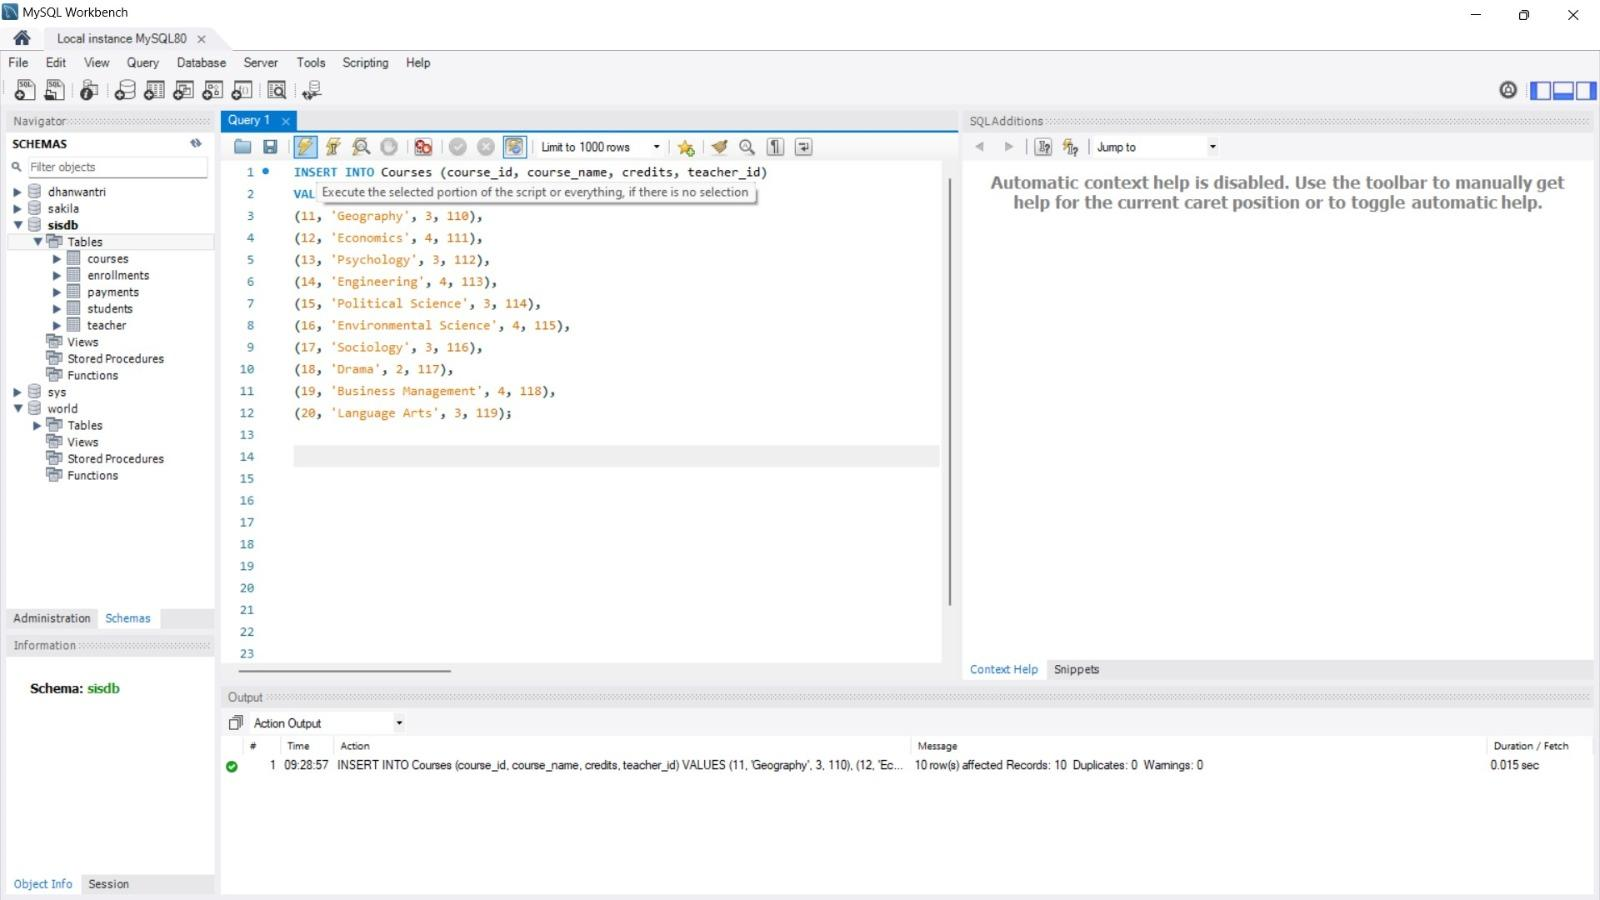 MySQL Workbench
Local instance MySQL80
File Edit View Query Database Server Tools Scripting Help
Navigator
SCHEMAS
Filter objects
dhanwantri
sakila
sisdb
Tables
courses
enrollments
payments
students
teacher
Views
Stored Procedures
Functions
sys
world
Tables
Views
Stored Procedures
Functions
Administration Schemas
Information
Schema: sisdb
Object Info Session
Query 1
Limit to 1000 rows
1 INSERT INTO Courses (course_id, course_name, credits, teacher_id)
2 VAL
Execute the selected portion of the script or everything, if there is no selection
3 (11, 'Geography', 3, 110),
4 (12, 'Economics', 4, 111),
5 (13, 'Psychology', 3, 112),
6 (14, 'Engineering', 4, 113),
7 (15, 'Political Science', 3, 114),
8 (16, 'Environmental Science', 4, 115),
9 (17, 'Sociology', 3, 116),
10 (18, 'Drama', 2, 117),
11 (19, 'Business Management', 4, 118),
12 (20, 'Language Arts', 3, 119);
13
14
15
16
17
18
19
20
21
22
23
SQLAdditions
Jump to
Automatic context help is disabled. Use the toolbar to manually get
help for the current caret position or to toggle automatic help.
Context Help Snippets
Output
Action Output
# Time Action Message Duration / Fetch
1 09:28:57 INSERT INTO Courses (course_id, course_name, credits, teacher_id) VALUES (11, 'Geography', 3, 110), (12, 'Ec... 10 row(s) affected Records: 10 Duplicates: 0 Warnings: 0 0.015 sec